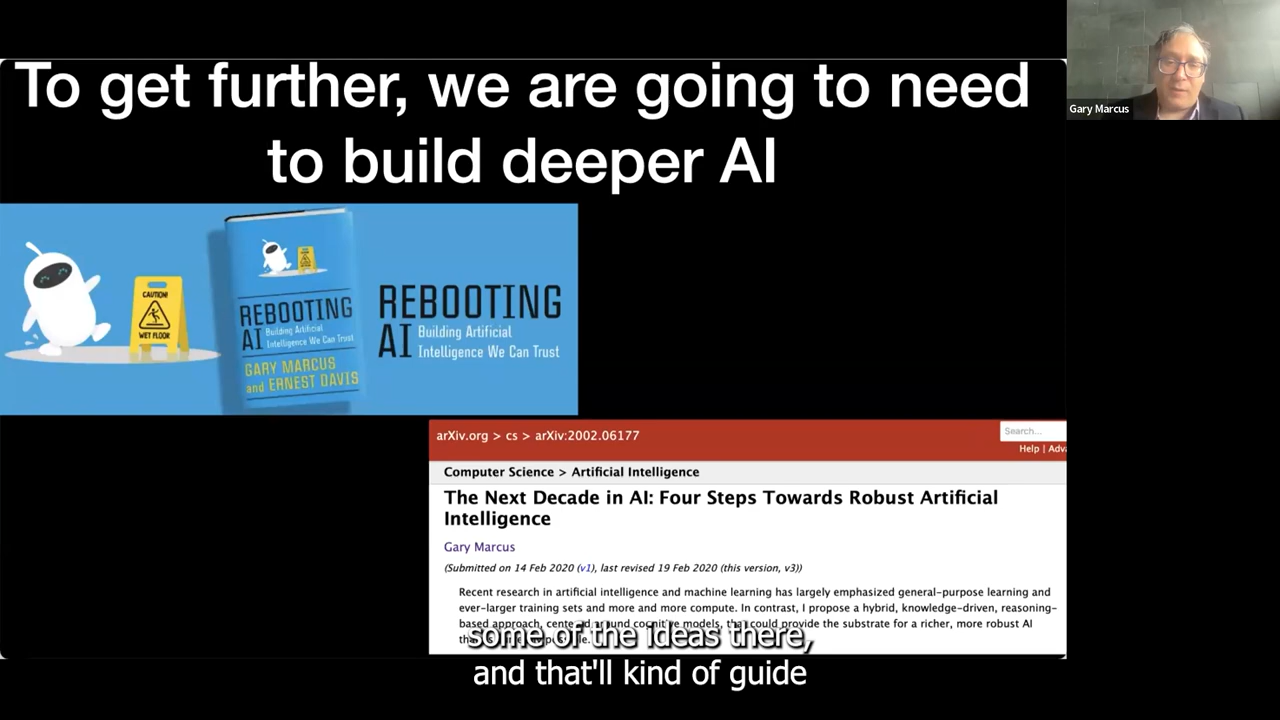 To get further, we are going to need
to build deeper AI
Gary Marcus
CAUTION!
WET FLOOR
REBOOTING
AI Building Artificial
Intelligence We Can Trust
GARY MARCUS
and ERNEST DAVIS
REBOOTING
AI Building Artificial
Intelligence We Can Trust
arXiv.org > cs > arXiv:2002.06177
Search...
Help | Adva
Computer Science > Artificial Intelligence
The Next Decade in AI: Four Steps Towards Robust Artificial
Intelligence
Gary Marcus
(Submitted on 14 Feb 2020 (v1), last revised 19 Feb 2020 (this version, v3))
Recent research in artificial intelligence and machine learning has largely emphasized general-purpose learning and
ever-larger training sets and more and more compute. In contrast, I propose a hybrid, knowledge-driven, reasoning-
based approach, centered around cognitive models, that could provide the substrate for a richer, more robust AI
some of the ideas there,
and that'll kind of guide